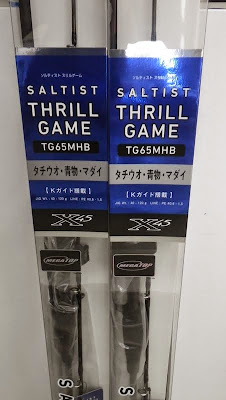 ソルティスト スリルゲーム
SALTIST
THRILL
GAME
TG65MHB
タチウオ・青物・マダイ
【Kガイド搭載】
X45
MEGATOP
S A
ソルティスト スリルゲーム
SALTIST
THRILL
GAME
TG65MHB
タチウオ・青物・マダイ
【Kガイド搭載】
X45
MEGATOP
S